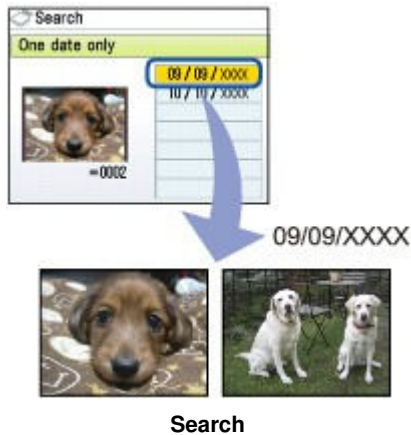 Search
One date only
09 / 09 / XXXX
10 / 10 / XXXX
=0002
09/09/XXXX
Search